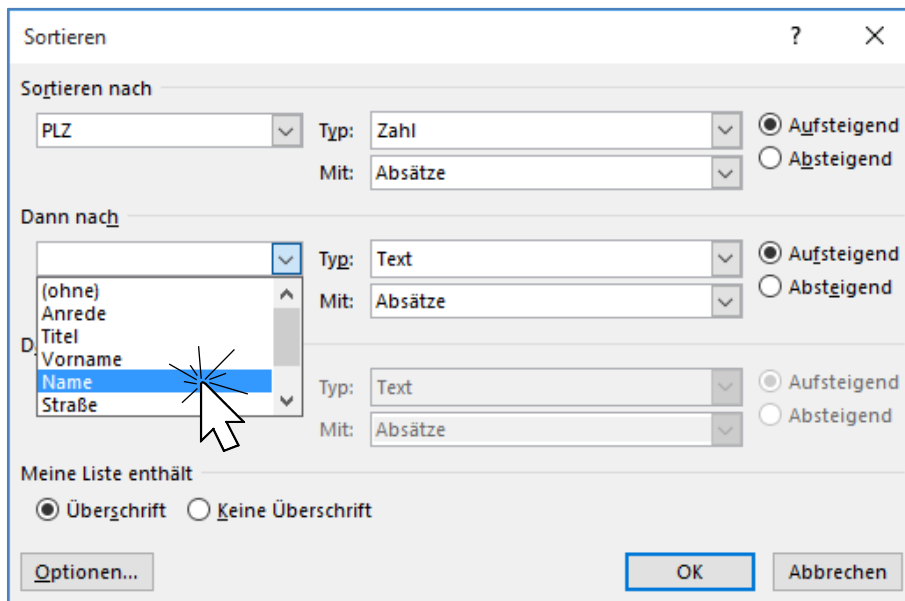 Sortieren ?
Sortieren nach
PLZ Typ: Zahl Aufsteigend
Mit: Absätze Absteigend
Dann nach
Typ: Text Aufsteigend
(ohne)
Mit: Absätze Absteigend
Anrede
Titel
D
Vorname
Name
Typ: Text Aufsteigend
Straße
Mit: Absätze Absteigend
Meine Liste enthält
Überschrift Keine Überschrift
Optionen... OK Abbrechen